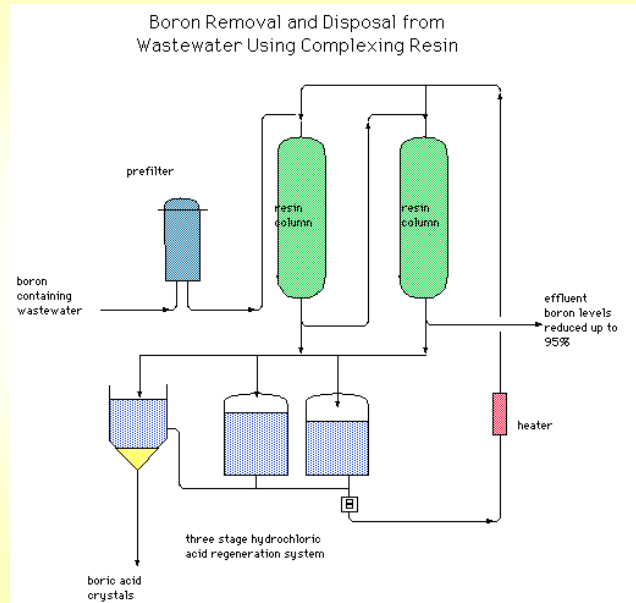 Boron Removal and Disposal from
Wastewater Using Complexing Resin
prefilter
resin
column
resin
column
boron
containing
wastewater
effluent
boron levels
reduced up to
95%
heater
three stage hydrochloric
acid regeneration system
boric acid
crystals